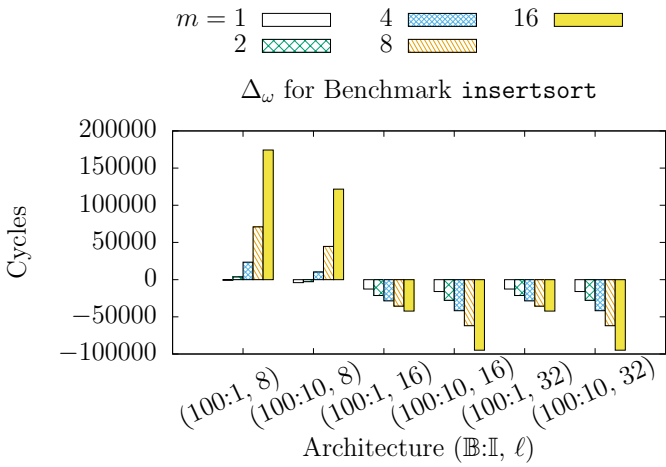 m = 1 4 16
2 8
Δω for Benchmark insertsort
200000
150000
100000
50000
0
−50000
−100000
Cycles
(100:1, 8) (100:10, 8) (100:1, 16) (100:10, 16) (100:1, 32) (100:10, 32)
Architecture (𝔹:𝕀, ℓ)